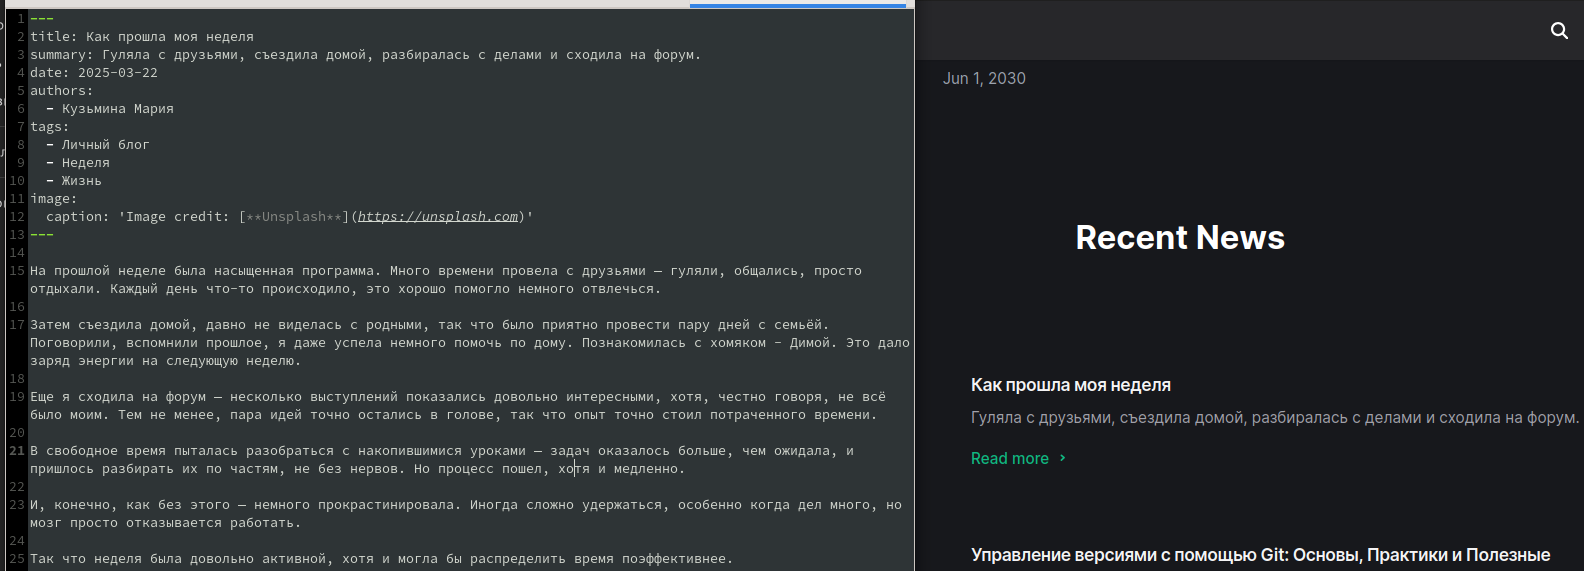 1 ---
2 title: Как прошла моя неделя
3 summary: Гуляла с друзьями, съездила домой, разбиралась с делами и сходила на форум.
4 date: 2025-03-22
5 authors:
6 - Кузьмина Мария
7 tags:
8 - Личный блог
9 - Неделя
10 - Жизнь
11 image:
12 caption: 'Image credit: [**Unsplash**](https://unsplash.com)'
13 ---
14
15 На прошлой неделе была насыщенная программа. Много времени провела с друзьями — гуляли, общались, просто
отдыхали. Каждый день что-то происходило, это хорошо помогло немного отвлечься.
16
17 Затем съездила домой, давно не виделась с родными, так что было приятно провести пару дней с семьёй.
Поговорили, вспомнили прошлое, я даже успела немного помочь по дому. Познакомилась с хомяком - Димой. Это дало
заряд энергии на следующую неделю.
18
19 Еще я сходила на форум — несколько выступлений показались довольно интересными, хотя, честно говоря, не всё
было моим. Тем не менее, пара идей точно остались в голове, так что опыт точно стоил потраченного времени.
20
21 В свободное время пыталась разобраться с накопившимися уроками — задач оказалось больше, чем ожидала, и
пришлось разбирать их по частям, не без нервов. Но процесс пошел, хотя и медленно.
22
23 И, конечно, как без этого — немного прокрастинировала. Иногда сложно удержаться, особенно когда дел много, но
мозг просто отказывается работать.
24
25 Так что неделя была довольно активной, хотя и могла бы распределить время поэффективнее.
Jun 1, 2030
Recent News
Как прошла моя неделя
Гуляла с друзьями, съездила домой, разбиралась с делами и сходила на форум.
Read more ›
Управление версиями с помощью Git: Основы, Практики и Полезные